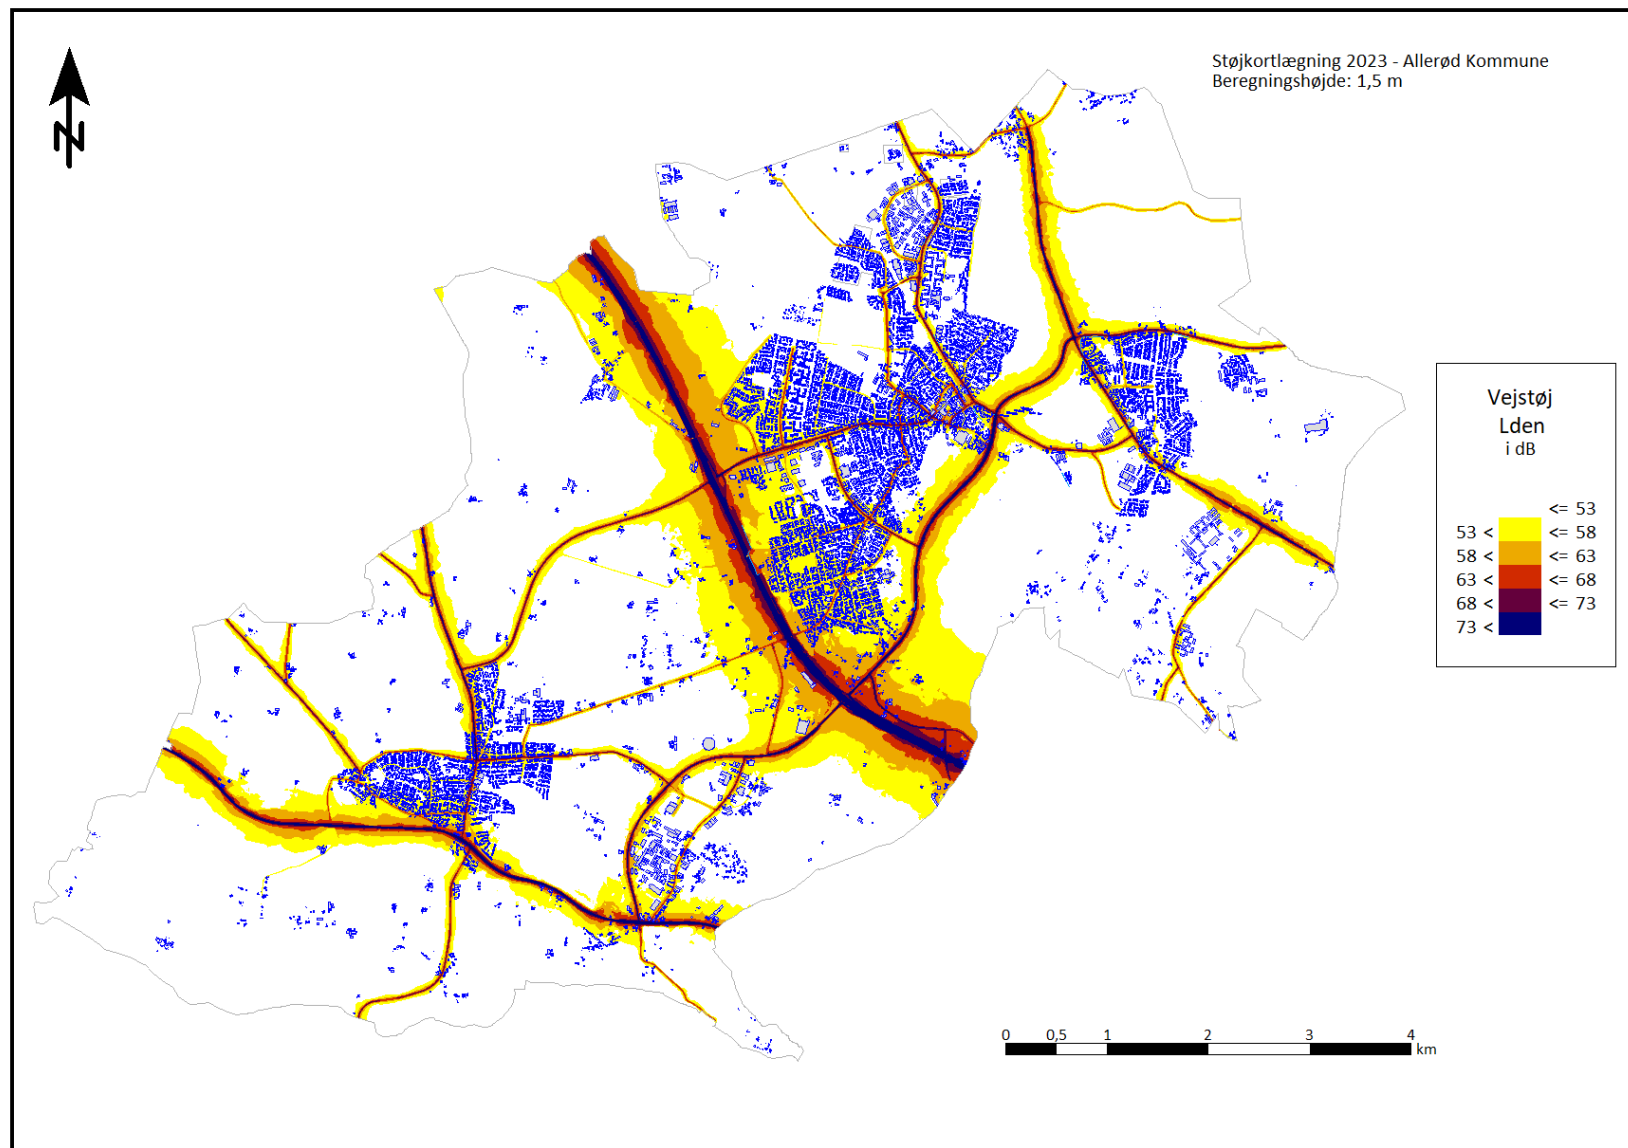 Støjkortlægning 2023 - Allerød Kommune
Beregningshøjde: 1,5 m
N
Vejstøj
Lden
i dB
<= 53
53 < <= 58
58 < <= 63
63 < <= 68
68 < <= 73
73 <
0 0,5 1 2 3 4
km